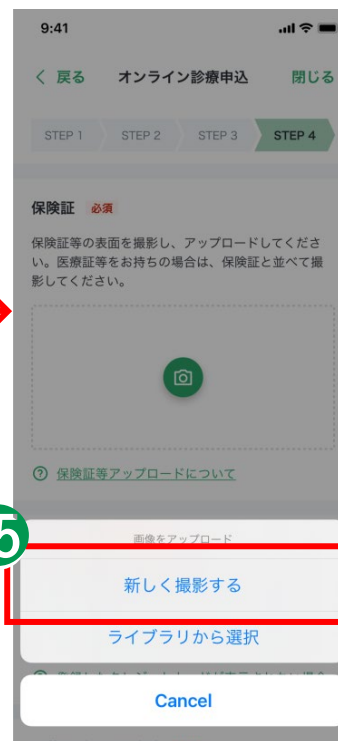 9:41
戻る オンライン診療申込 閉じる
STEP 1 STEP 2 STEP 3 STEP 4
保険証 必須
保険証等の表面を撮影し、アップロードしてくださ
い。医療証等をお持ちの場合は、保険証と並べて撮
影してください。
保険証等アップロードについて
5
画像をアップロード
新しく撮影する
ライブラリから選択
Cancel